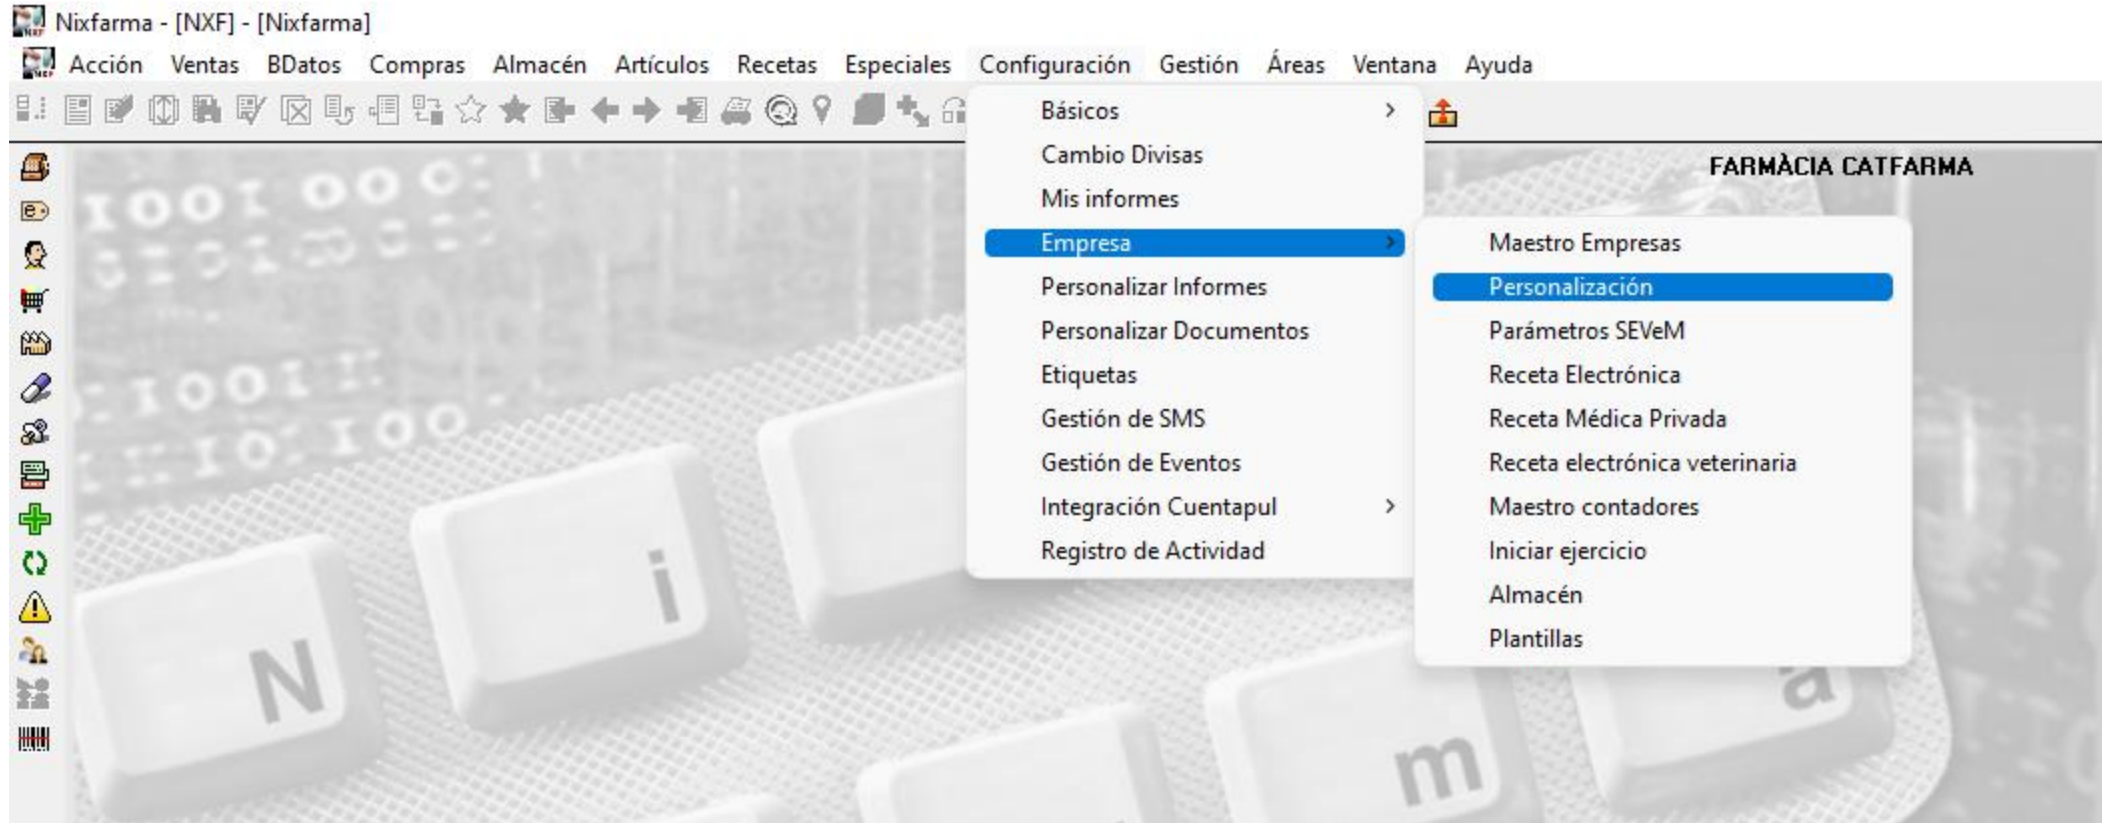 Nixfarma - [NXF] - [Nixfarma]
Acción Ventas BDatos Compras Almacén Artículos Recetas Especiales Configuración Gestión Áreas Ventana Ayuda
FARMÀCIA CATFARMA
Básicos
Cambio Divisas
Mis informes
Empresa
Personalizar Informes
Personalizar Documentos
Etiquetas
Gestión de SMS
Gestión de Eventos
Integración Cuentapul
Registro de Actividad
Maestro Empresas
Personalización
Parámetros SEVeM
Receta Electrónica
Receta Médica Privada
Receta electrónica veterinaria
Maestro contadores
Iniciar ejercicio
Almacén
Plantillas
N i
m a